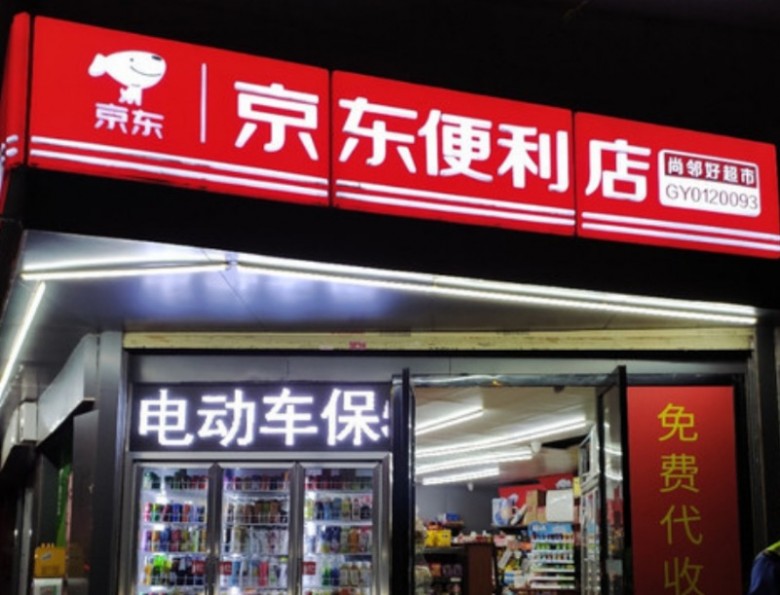 京东
京东便利店
尚邻好超市
GY0120093
电动车保
免费代收